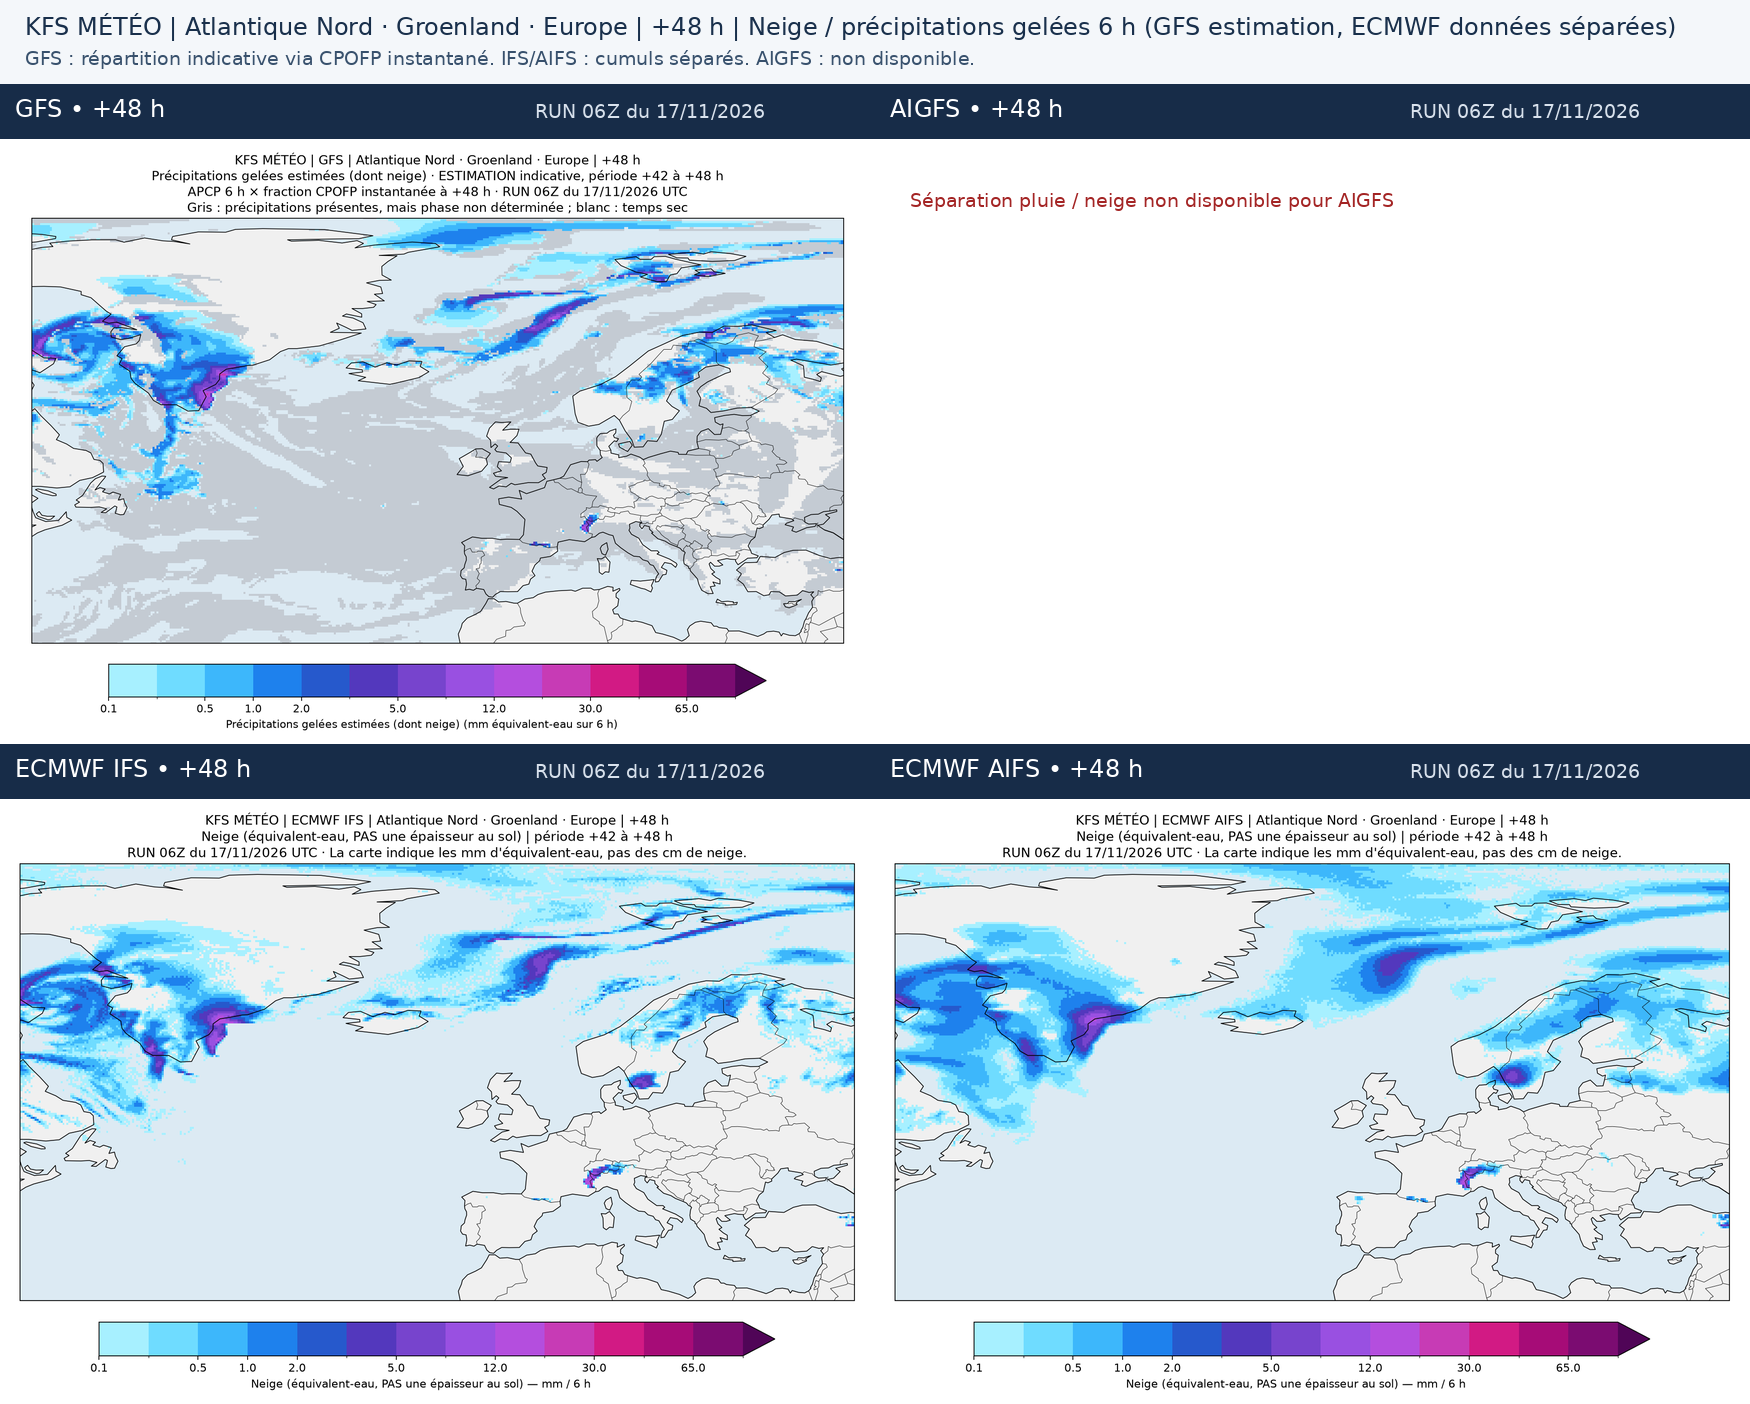 KFS MÉTÉO | Atlantique Nord · Groenland · Europe | +48 h | Neige / précipitations gelées 6 h (GFS estimation, ECMWF données séparées)
GFS : répartition indicative via CPOFP instantané. IFS/AIFS : cumuls séparés. AIGFS : non disponible.
GFS • +48 h
RUN 06Z du 17/11/2026
KFS MÉTÉO | GFS | Atlantique Nord · Groenland · Europe | +48 h
Précipitations gelées estimées (dont neige) · ESTIMATION indicative, période +42 à +48 h
APCP 6 h × fraction CPOFP instantanée à +48 h · RUN 06Z du 17/11/2026 UTC
Gris : précipitations présentes, mais phase non déterminée ; blanc : temps sec
0.1 0.5 1.0 2.0 5.0 12.0 30.0 65.0
Précipitations gelées estimées (dont neige) (mm équivalent-eau sur 6 h)
AIGFS • +48 h
RUN 06Z du 17/11/2026
Séparation pluie / neige non disponible pour AIGFS
ECMWF IFS • +48 h
RUN 06Z du 17/11/2026
KFS MÉTÉO | ECMWF IFS | Atlantique Nord · Groenland · Europe | +48 h
Neige (équivalent-eau, PAS une épaisseur au sol) | période +42 à +48 h
RUN 06Z du 17/11/2026 UTC · La carte indique les mm d'équivalent-eau, pas des cm de neige.
0.1 0.5 1.0 2.0 5.0 12.0 30.0 65.0
Neige (équivalent-eau, PAS une épaisseur au sol) — mm / 6 h
ECMWF AIFS • +48 h
RUN 06Z du 17/11/2026
KFS MÉTÉO | ECMWF AIFS | Atlantique Nord · Groenland · Europe | +48 h
Neige (équivalent-eau, PAS une épaisseur au sol) | période +42 à +48 h
RUN 06Z du 17/11/2026 UTC · La carte indique les mm d'équivalent-eau, pas des cm de neige.
0.1 0.5 1.0 2.0 5.0 12.0 30.0 65.0
Neige (équivalent-eau, PAS une épaisseur au sol) — mm / 6 h